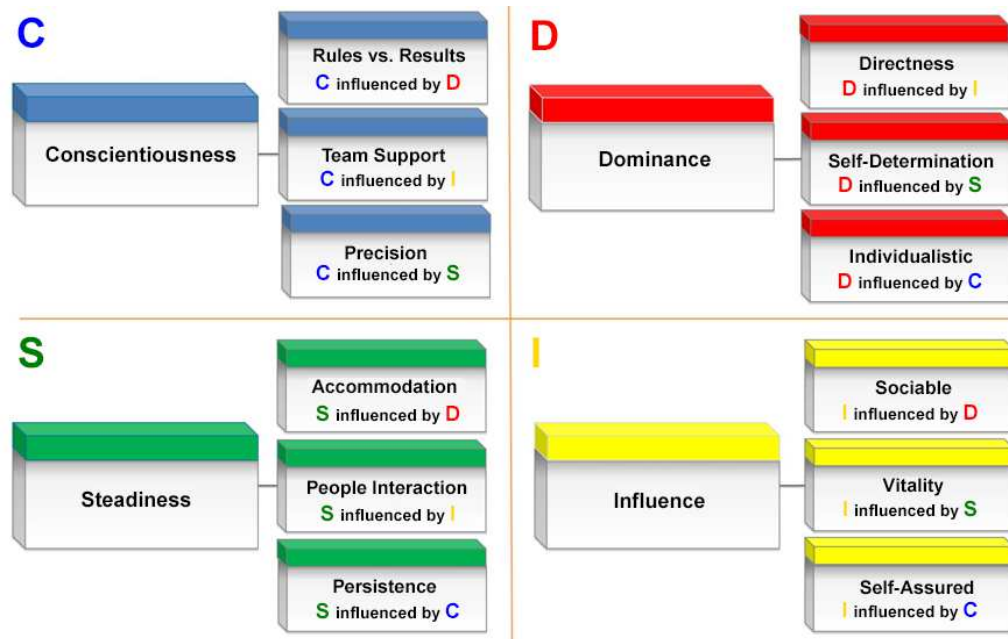 C
Conscientiousness
Rules vs. Results
C influenced by D
Team Support
C influenced by I
Precision
C influenced by S
D
Dominance
Directness
D influenced by I
Self-Determination
D influenced by S
Individualistic
D influenced by C
S
Steadiness
Accommodation
S influenced by D
People Interaction
S influenced by I
Persistence
S influenced by C
I
Influence
Sociable
I influenced by D
Vitality
I influenced by S
Self-Assured
I influenced by C